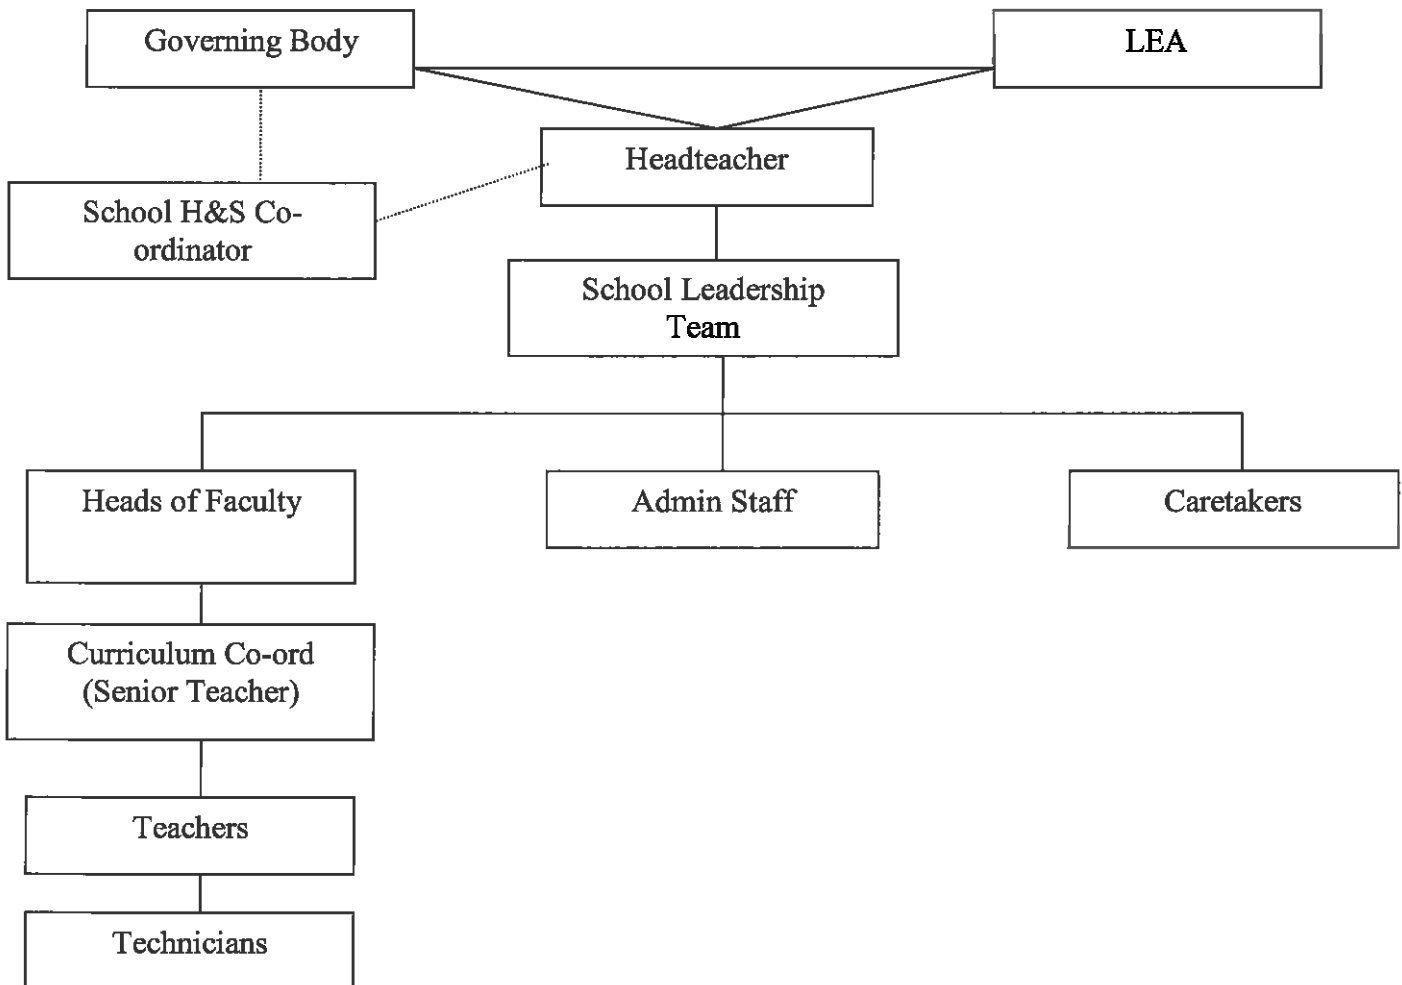 Governing Body
LEA
Headteacher
School H&S Co-
ordinator
School Leadership
Team
Heads of Faculty
Admin Staff
Caretakers
Curriculum Co-ord
(Senior Teacher)
Teachers
Technicians